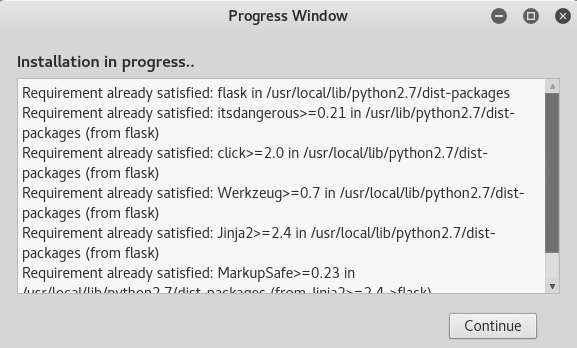 Progress Window
Installation in progress..
Requirement already satisfied: flask in /usr/local/lib/python2.7/dist-packages
Requirement already satisfied: itsdangerous>=0.21 in /usr/lib/python2.7/dist-
packages (from flask)
Requirement already satisfied: click>=2.0 in /usr/local/lib/python2.7/dist-
packages (from flask)
Requirement already satisfied: Werkzeug>=0.7 in /usr/local/lib/python2.7/dist-
packages (from flask)
Requirement already satisfied: Jinja2>=2.4 in /usr/local/lib/python2.7/dist-
packages (from flask)
Requirement already satisfied: MarkupSafe>=0.23 in
/usr/local/lib/python2.7/dist-packages (from Jinja2>=2.4->flask)
Continue